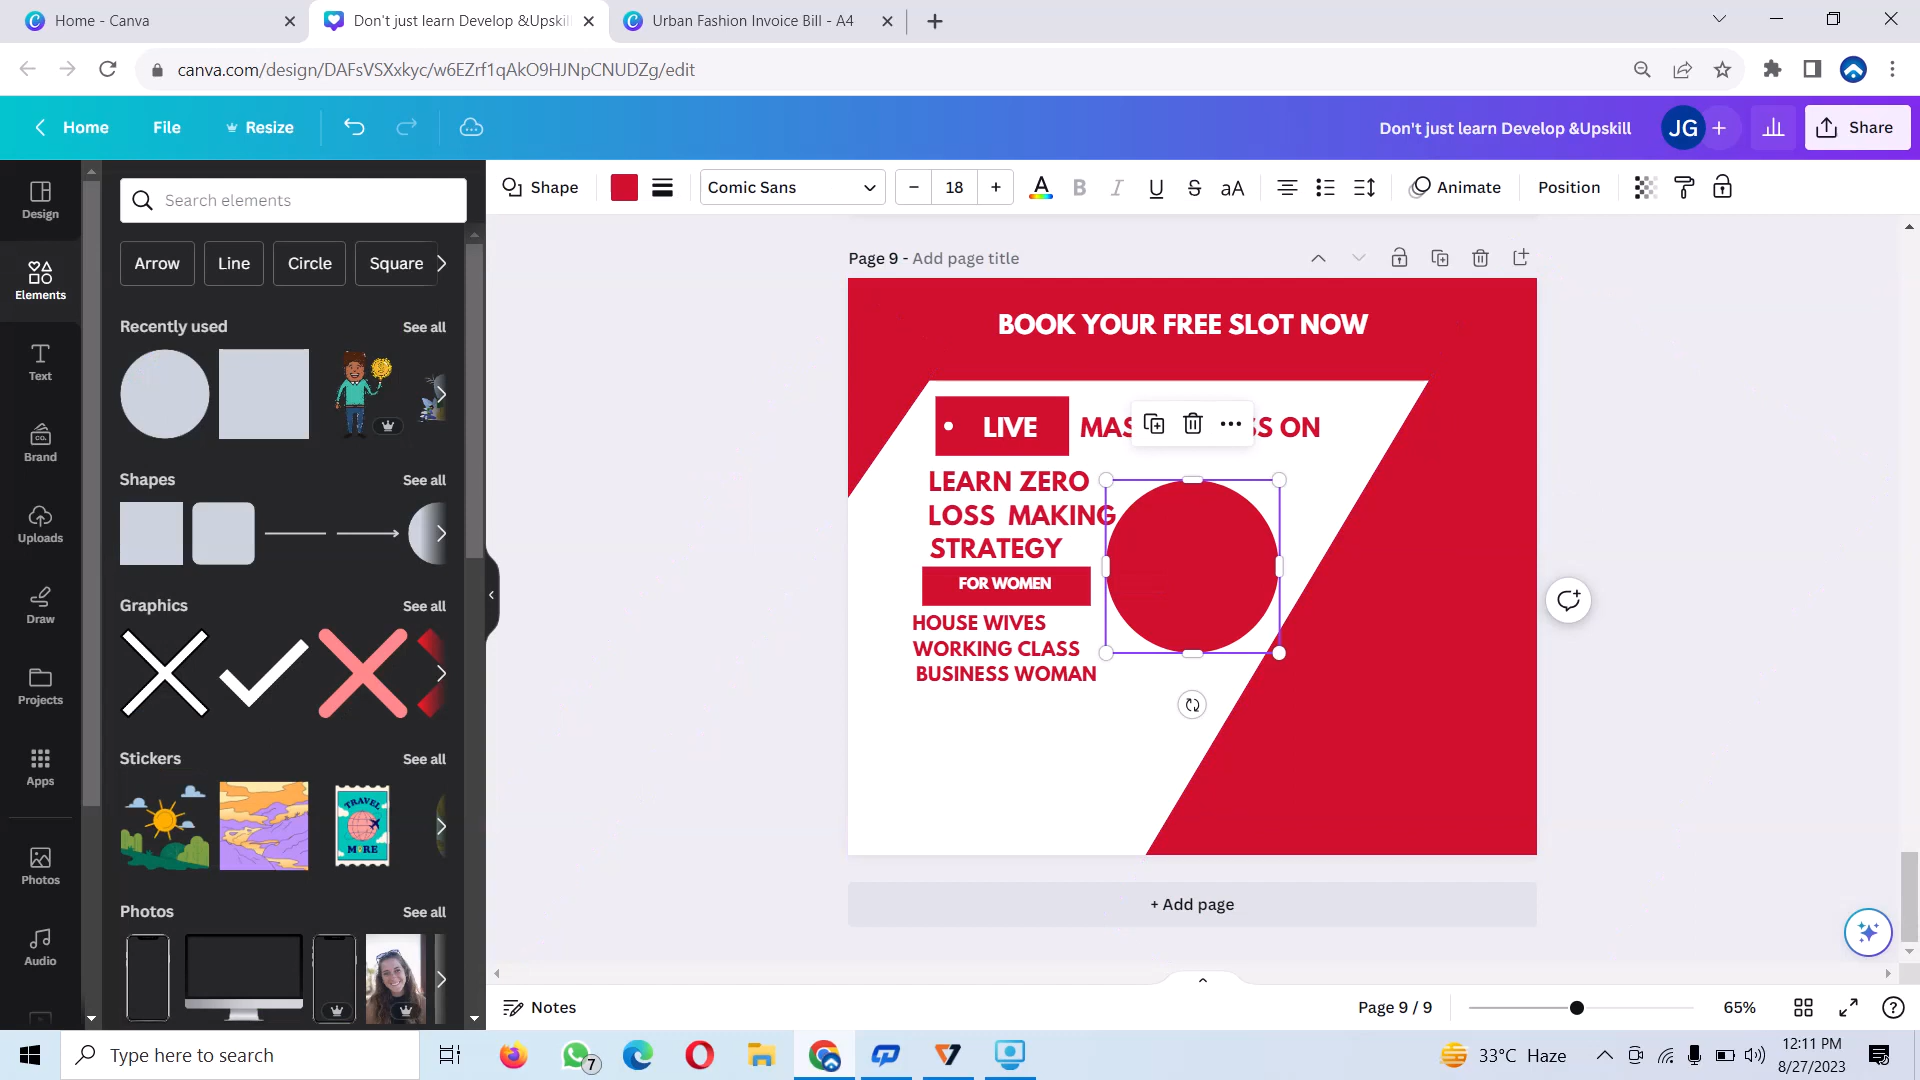 Home - Canva
Don't just learn Develop &Upskil
Urban Fashion Invoice Bill - A4
canva.com/design/DAFsVSXxkyc/w6EZrf1qAkO9HJNpCNUDZg/edit
Home
File
Resize
Don't just learn Develop &Upskill
JG
+
Share
Design
Elements
Text
Brand
CO.
Uploads
Draw
Projects
Apps
Photos
Audio
Search elements
Arrow
Line
Circle
Square
Recently used
See all
Shapes
See all
Graphics
See all
Stickers
See all
TRAVEL
MORE
Photos
See all
Shape
Comic Sans
– 18 +
A B I U S aA
Animate
Position
Page 9 - Add page title
BOOK YOUR FREE SLOT NOW
LIVE
MAS
S ON
LEARN ZERO
LOSS MAKING
STRATEGY
FOR WOMEN
HOUSE WIVES
WORKING CLASS
BUSINESS WOMAN
+ Add page
Notes
Page 9 / 9
65%
Type here to search
7
33°C Haze
12:11 PM
8/27/2023